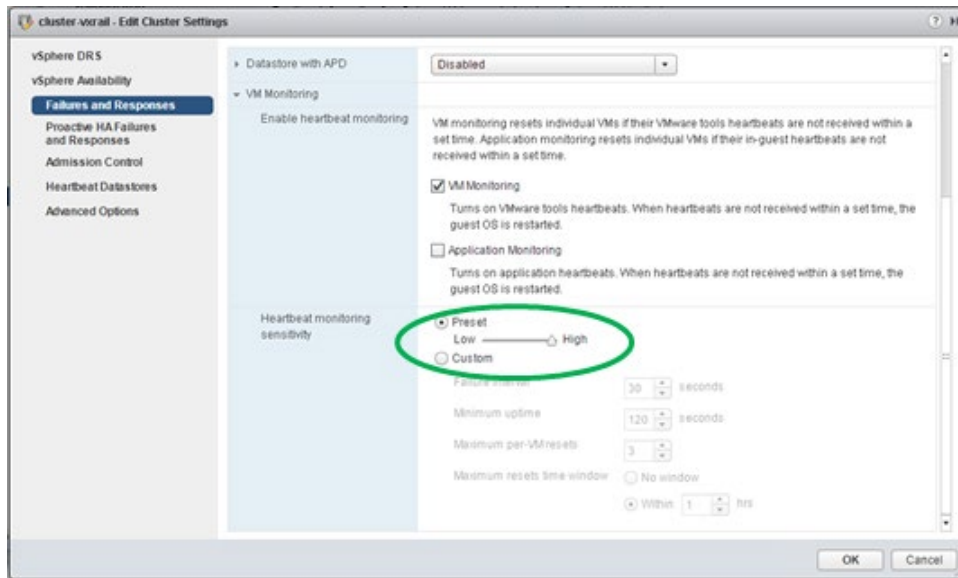 cluster-vxrail - Edit Cluster Settings
?
vSphere DRS
vSphere Availability
Failures and Responses
Proactive HA Failures
and Responses
Admission Control
Heartbeat Datastores
Advanced Options
Datastore with APD
Disabled
VM Monitoring
Enable heartbeat monitoring
VM monitoring resets individual VMs if their VMware tools heartbeats are not received within a
set time. Application monitoring resets individual VMs if their in-guest heartbeats are not
received within a set time.
VM Monitoring
Turns on VMware tools heartbeats. When heartbeats are not received within a set time, the
guest OS is restarted.
Application Monitoring
Turns on application heartbeats. When heartbeats are not received within a set time, the
guest OS is restarted.
Heartbeat monitoring
sensitivity
Preset
Low High
Custom
Failure interval
30 seconds
Minimum uptime
120 seconds
Maximum per-VM resets
3
Maximum resets time window
No window
Within 1 hrs
OK
Cancel